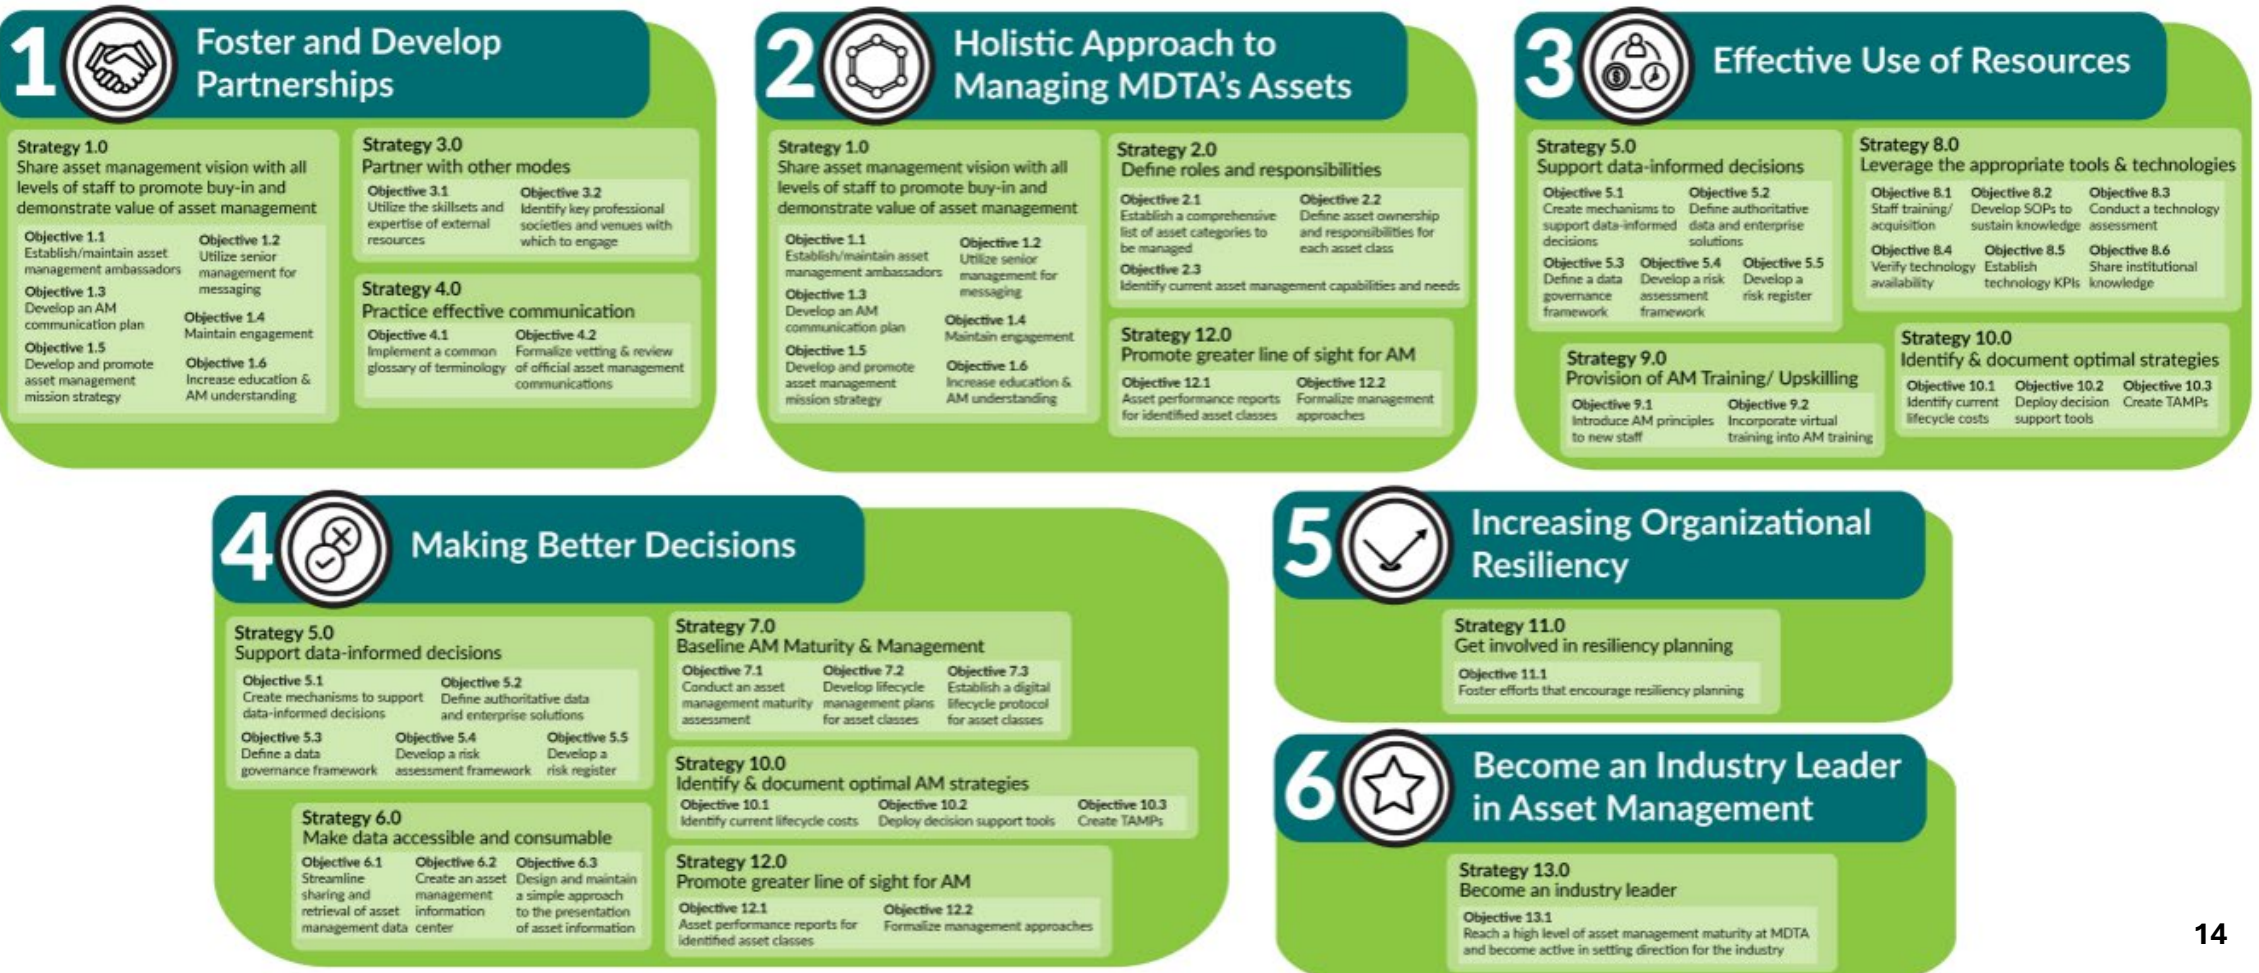 1
Foster and Develop
Partnerships
Strategy 1.0
Share asset management vision with all
levels of staff to promote buy-in and
demonstrate value of asset management
Objective 1.1
Establish/maintain asset
management ambassadors
Objective 1.2
Utilize senior
management for
messaging
Objective 1.3
Develop an AM
communication plan
Objective 1.4
Maintain engagement
Objective 1.5
Develop and promote
asset management
mission strategy
Objective 1.6
Increase education &
AM understanding
Strategy 3.0
Partner with other modes
Objective 3.1
Utilize the skillsets and
expertise of external
resources
Objective 3.2
Identify key professional
societies and venues with
which to engage
Strategy 4.0
Practice effective communication
Objective 4.1
Implement a common
glossary of terminology
Objective 4.2
Formalize vetting & review
of official asset management
communications
2
Holistic Approach to
Managing MDTA's Assets
Strategy 1.0
Share asset management vision with all
levels of staff to promote buy-in and
demonstrate value of asset management
Objective 1.1
Establish/maintain asset
management ambassadors
Objective 1.2
Utilize senior
management for
messaging
Objective 1.3
Develop an AM
communication plan
Objective 1.4
Maintain engagement
Objective 1.5
Develop and promote
asset management
mission strategy
Objective 1.6
Increase education &
AM understanding
Strategy 2.0
Define roles and responsibilities
Objective 2.1
Establish a comprehensive
list of asset categories to
be managed
Objective 2.2
Define asset ownership
and responsibilities for
each asset class
Objective 2.3
Identify current asset management capabilities and needs
Strategy 12.0
Promote greater line of sight for AM
Objective 12.1
Asset performance reports
for identified asset classes
Objective 12.2
Formalize management
approaches
3
Effective Use of Resources
Strategy 5.0
Support data-informed decisions
Objective 5.1
Create mechanisms to
support data-informed
decisions
Objective 5.2
Define authoritative
data and enterprise
solutions
Objective 5.3
Define a data
governance
framework
Objective 5.4
Develop a risk
assessment
framework
Objective 5.5
Develop a
risk register
Strategy 8.0
Leverage the appropriate tools & technologies
Objective 8.1
Staff training/
acquisition
Objective 8.2
Develop SOPs to
sustain knowledge
Objective 8.3
Conduct a technology
assessment
Objective 8.4
Verify technology
availability
Objective 8.5
Establish
technology KPIs
Objective 8.6
Share institutional
knowledge
Strategy 9.0
Provision of AM Training/ Upskilling
Objective 9.1
Introduce AM principles
to new staff
Objective 9.2
Incorporate virtual
training into AM training
Strategy 10.0
Identify & document optimal strategies
Objective 10.1
Identify current
lifecycle costs
Objective 10.2
Deploy decision
support tools
Objective 10.3
Create TAMPs
4
Making Better Decisions
Strategy 5.0
Support data-informed decisions
Objective 5.1
Create mechanisms to support
data-informed decisions
Objective 5.2
Define authoritative data
and enterprise solutions
Objective 5.3
Define a data
governance framework
Objective 5.4
Develop a risk
assessment framework
Objective 5.5
Develop a
risk register
Strategy 6.0
Make data accessible and consumable
Objective 6.1
Streamline
sharing and
retrieval of asset
management data
Objective 6.2
Create an asset
management
information
center
Objective 6.3
Design and maintain
a simple approach
to the presentation
of asset information
Strategy 7.0
Baseline AM Maturity & Management
Objective 7.1
Conduct an asset
management maturity
assessment
Objective 7.2
Develop lifecycle
management plans
for asset classes
Objective 7.3
Establish a digital
lifecycle protocol
for asset classes
Strategy 10.0
Identify & document optimal AM strategies
Objective 10.1
Identify current lifecycle costs
Objective 10.2
Deploy decision support tools
Objective 10.3
Create TAMPs
Strategy 12.0
Promote greater line of sight for AM
Objective 12.1
Asset performance reports for
identified asset classes
Objective 12.2
Formalize management approaches
5
Increasing Organizational
Resiliency
Strategy 11.0
Get involved in resiliency planning
Objective 11.1
Foster efforts that encourage resiliency planning
6
Become an Industry Leader
in Asset Management
Strategy 13.0
Become an industry leader
Objective 13.1
Reach a high level of asset management maturity at MDTA
and become active in setting direction for the industry
14